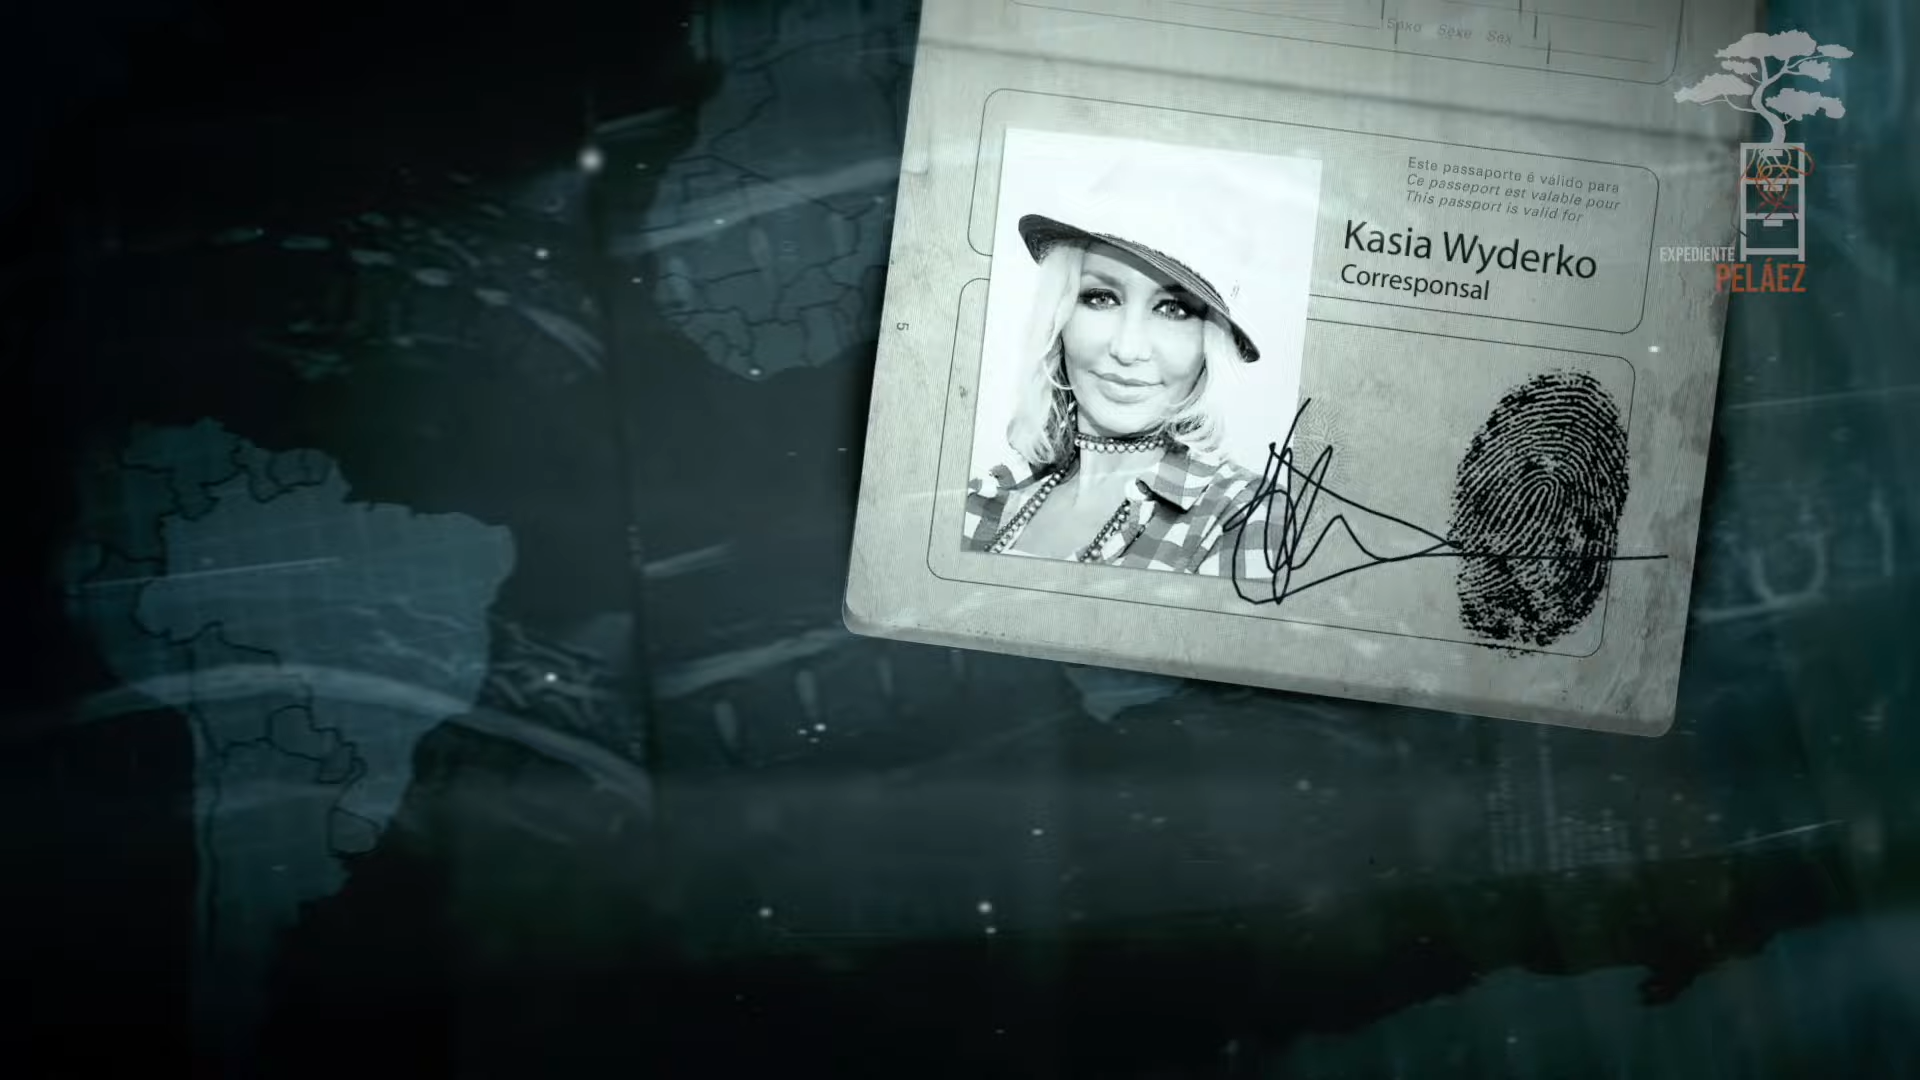 Sexo Sexe Sex
Este passaporte é válido para
Ce passeport est valable pour
This passport is valid for
Kasia Wyderko
Corresponsal
5
EXPEDIENTE
PELÁEZ